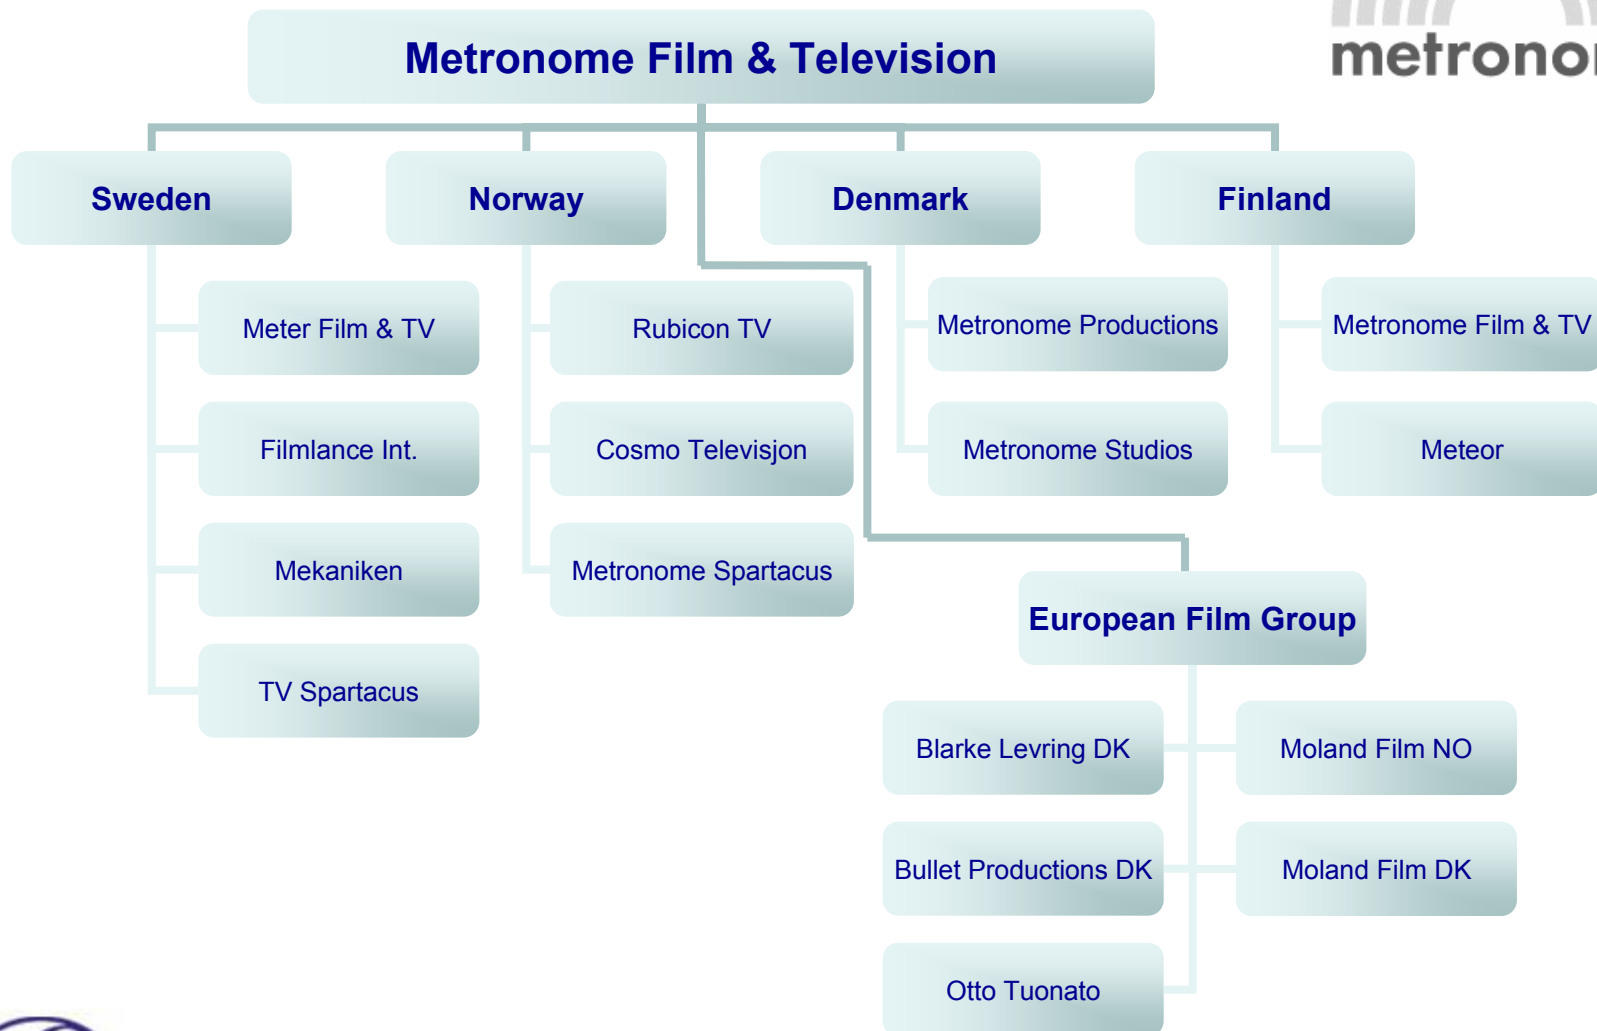 Metronome Film & Television
Sweden
Norway
Denmark
Finland
Meter Film & TV
Rubicon TV
Metronome Productions
Metronome Film & TV
Filmlance Int.
Cosmo Televisjon
Metronome Studios
Meteor
Mekaniken
Metronome Spartacus
European Film Group
TV Spartacus
Blarke Levring DK
Moland Film NO
Bullet Productions DK
Moland Film DK
Otto Tuonato